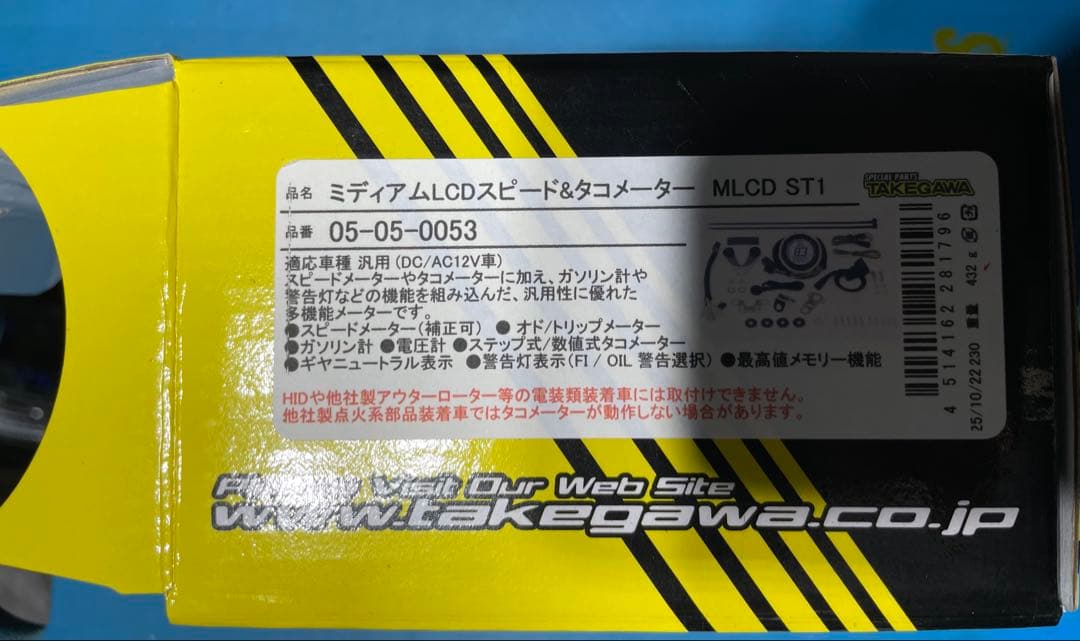 品名 ミディアムLCDスピード&タコメーター MLCD ST1
SPECIAL PARTS
TAKEGAWA
品番 05-05-0053
適応車種 汎用 (DC/AC12V車)
スピードメーターやタコメーターに加え、ガソリン計や
警告灯などの機能を組み込んだ、汎用性に優れた
多機能メーターです。
●スピードメーター(補正可) ● オド/トリップメーター
●ガソリン計 ●電圧計 ●ステップ式/数値式タコメーター
●ギヤニュートラル表示 ●警告灯表示(FI / OIL 警告選択) ●最高値メモリー機能
HIDや他社製アウターローター等の電装類装着車には取付けできません。
他社製点火系部品装着車ではタコメーターが動作しない場合があります。
4 514162 281796
25/10/22 230 重量 432 g
Please Visit Our Web Site
www.takegawa.co.jp
S